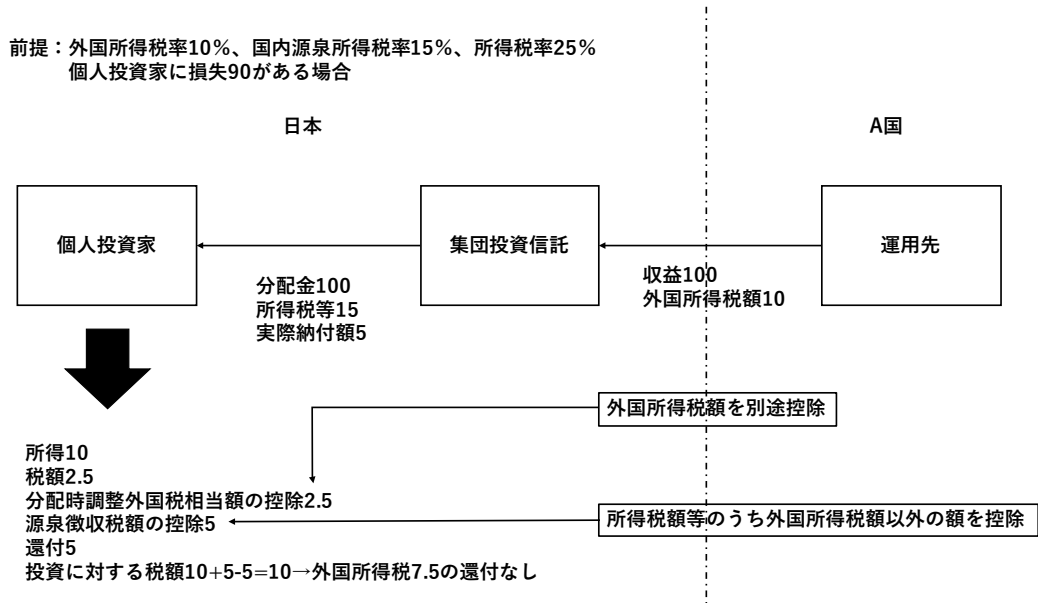 前提：外国所得税率10％、国内源泉所得税率15％、所得税率25％
個人投資家に損失90がある場合
日本
A国
個人投資家
集団投資信託
運用先
分配金100
所得税等15
実際納付額5
収益100
外国所得税額10
外国所得税額を別途控除
所得10
税額2.5
分配時調整外国税相当額の控除2.5
源泉徴収税額の控除5
還付5
投資に対する税額10+5-5=10→外国所得税7.5の還付なし
所得税額等のうち外国所得税額以外の額を控除